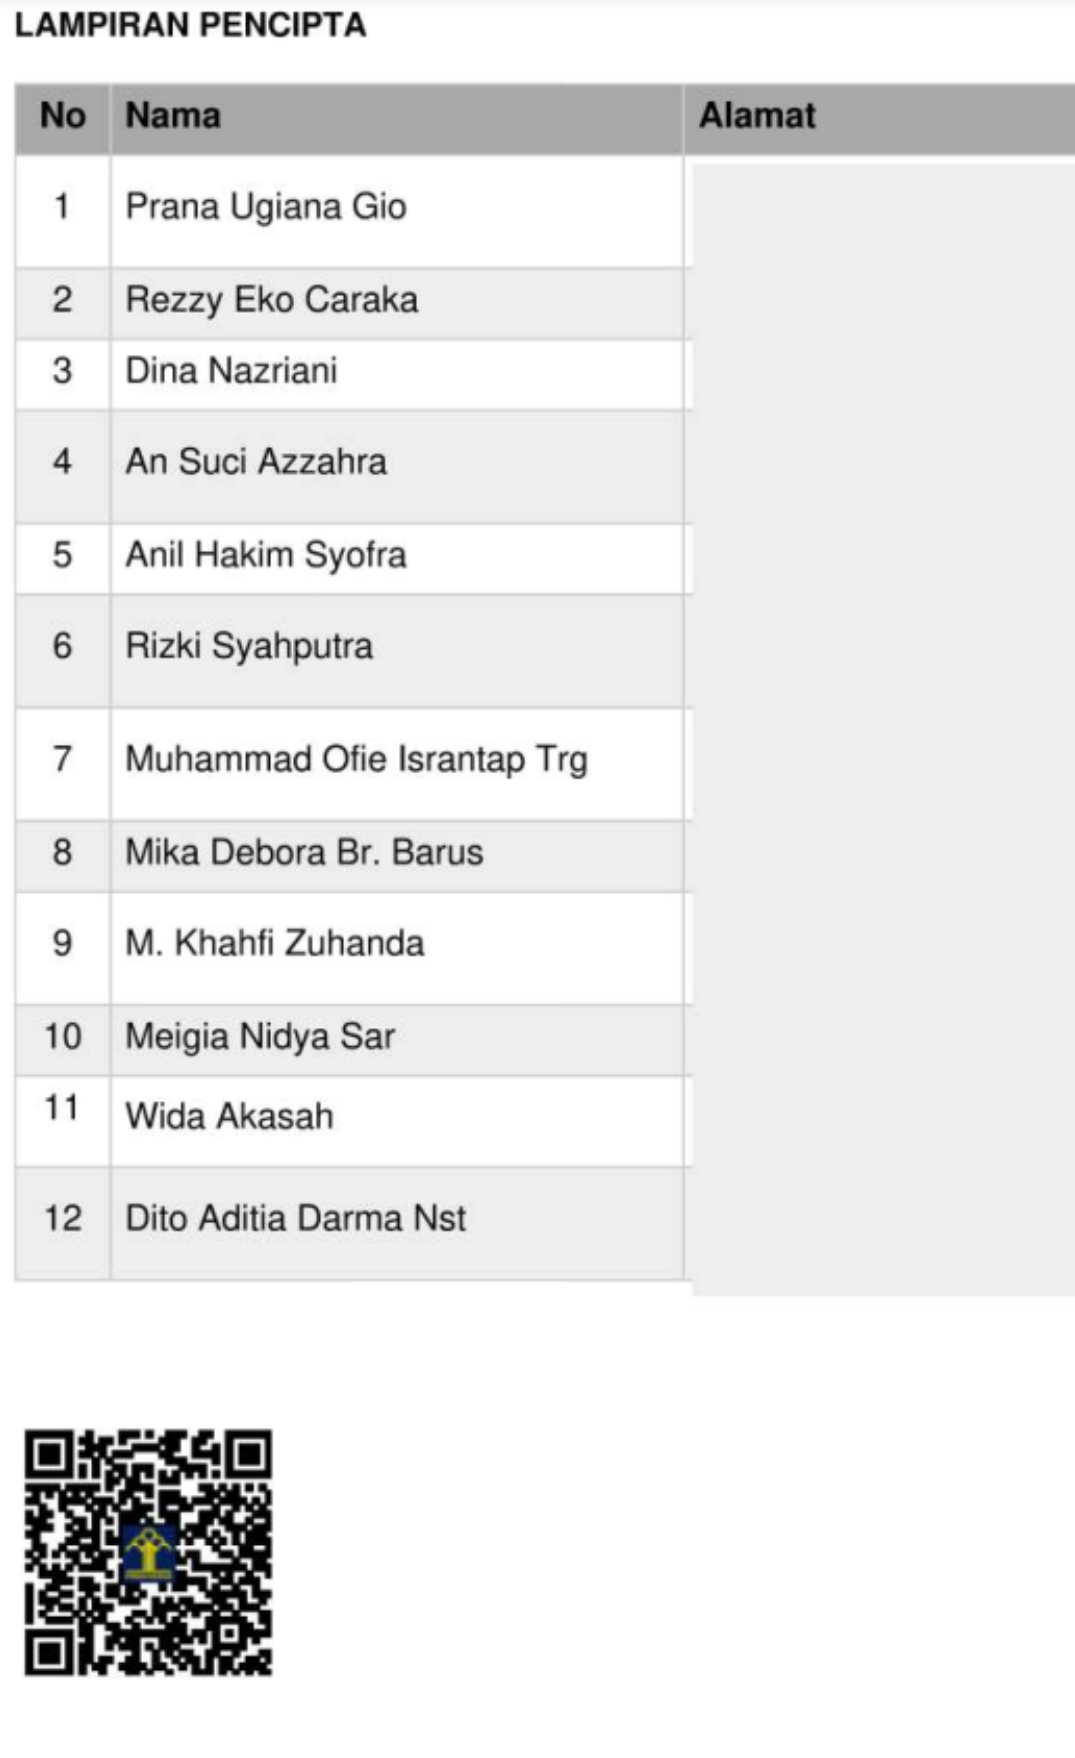 LAMPIRAN PENCIPTA
No Nama Alamat
1 Prana Ugiana Gio
2 Rezzy Eko Caraka
3 Dina Nazriani
4 An Suci Azzahra
5 Anil Hakim Syofra
6 Rizki Syahputra
7 Muhammad Ofie Israntap Trg
8 Mika Debora Br. Barus
9 M. Khahfi Zuhanda
10 Meigia Nidya Sar
11 Wida Akasah
12 Dito Aditia Darma Nst